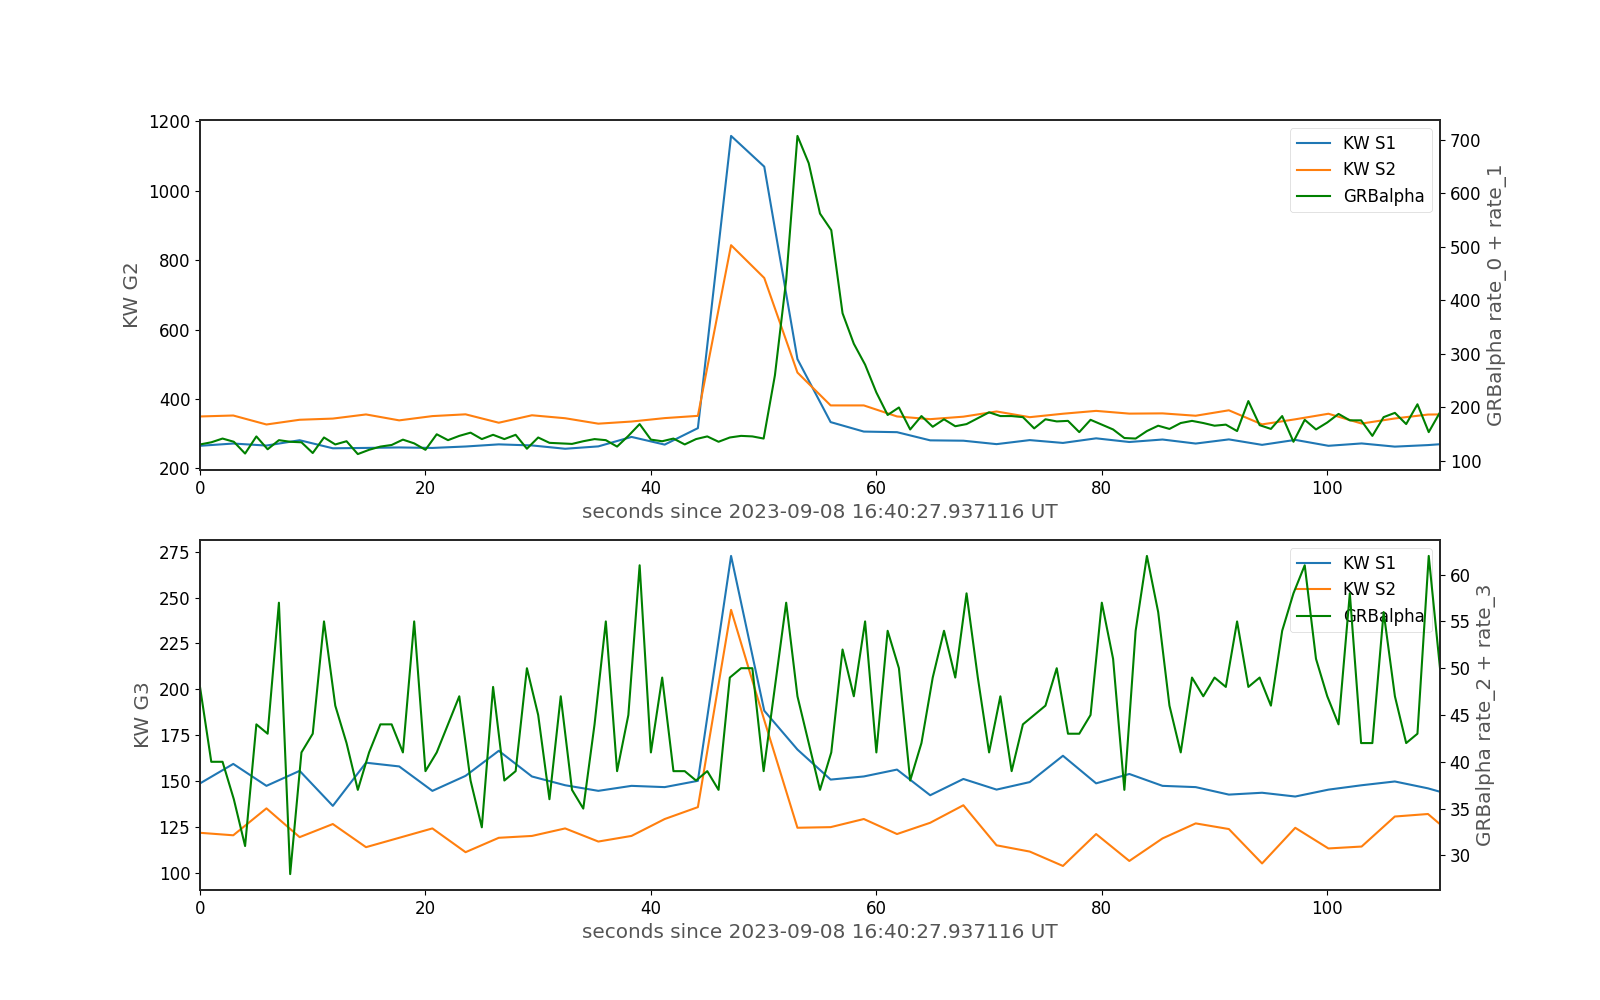 KW G2
1200
1000
800
600
400
200
KW S1
KW S2
GRBalpha
700
600
500
400
300
200
100
GRBalpha rate_0 + rate_1
0 20 40 60 80 100
seconds since 2023-09-08 16:40:27.937116 UT
KW G3
275
250
225
200
175
150
125
100
KW S1
KW S2
GRBalpha
60
55
50
45
40
35
30
GRBalpha rate_2 + rate_3
0 20 40 60 80 100
seconds since 2023-09-08 16:40:27.937116 UT